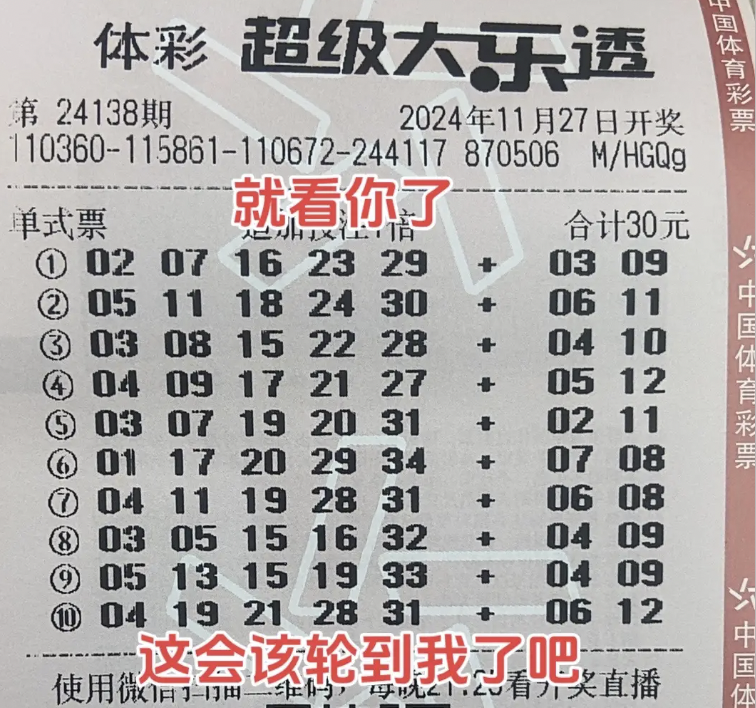 体彩 超级大乐透
第 24138期 2024年11月27日开奖
110360-115861-110672-244117 870506 M/HGQg
就看你了
单式票 追加投注1倍 合计30元
① 02 07 16 23 29 + 03 09
② 05 11 18 24 30 + 06 11
③ 03 08 15 22 28 + 04 10
④ 04 09 17 21 27 + 05 12
⑤ 03 07 19 20 31 + 02 11
⑥ 01 17 20 29 34 + 07 08
⑦ 04 11 19 28 31 + 06 08
⑧ 03 05 15 16 32 + 04 09
⑨ 05 13 15 19 33 + 04 09
⑩ 04 19 21 28 31 + 06 12
这会该轮到我了吧
使用微信扫描二维码，每晚21:25看开奖直播
中国体育彩票
中国体育彩票
中国体